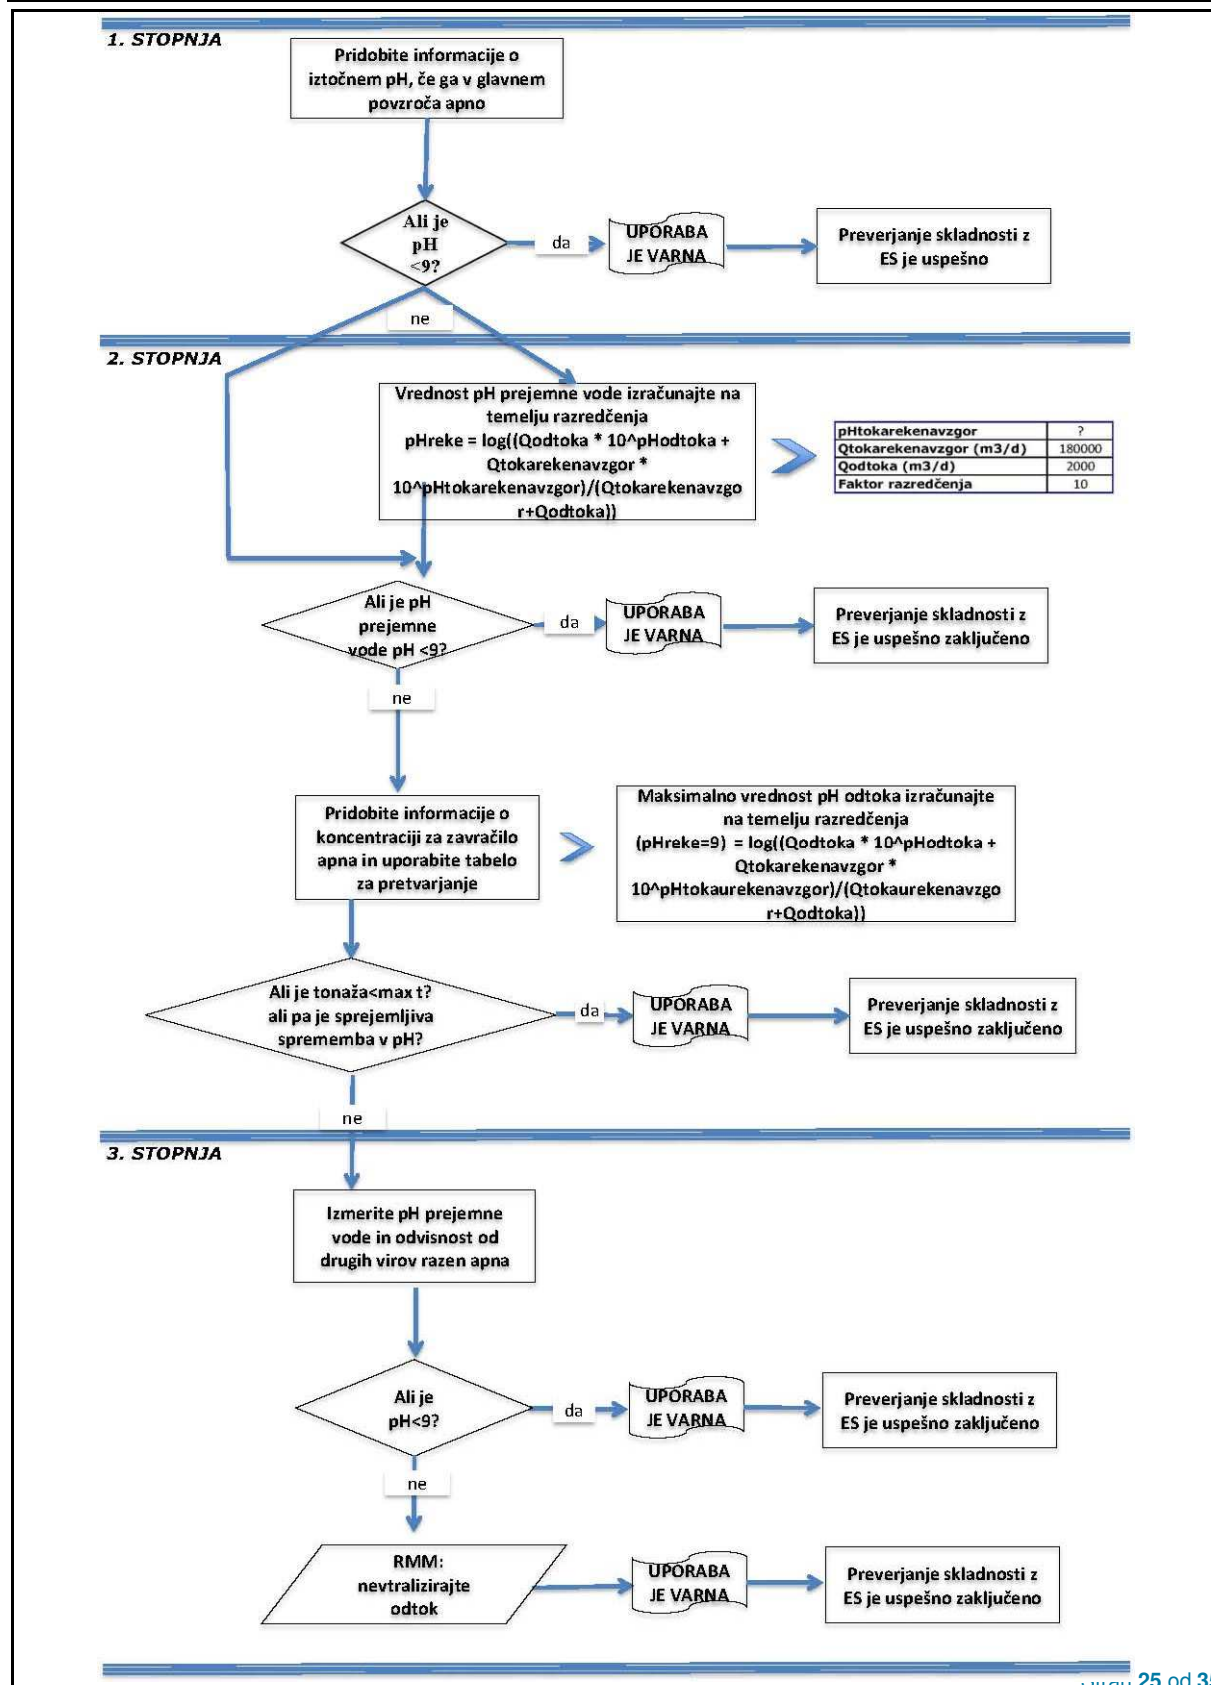 1. STOPNJA
Pridobite informacije o
iztočnem pH, če ga v glavnem
povzroča apno
Ali je
pH
<9?
da
UPORABA
JE VARNA
Preverjanje skladnosti z
ES je uspešno
ne
2. STOPNJA
Vrednost pH prejemne vode izračunajte na
temelju razredčenja
pHreke = log((Qodtoka * 10^pHodtoka +
Qtokarekenavzgor *
10^pHtokarekenavzgor)/(Qtokarekenavzgo
r+Qodtoka))
pHtokarekenavzgor ?
Qtokarekenavzgor (m3/d) 180000
Qodtoka (m3/d) 2000
Faktor razredčenja 10
Ali je pH
prejemne
vode pH <9?
da
UPORABA
JE VARNA
Preverjanje skladnosti z
ES je uspešno zaključeno
ne
Pridobite informacije o
koncentraciji za zavračilo
apna in uporabite tabelo
za pretvarjanje
Maksimalno vrednost pH odtoka izračunajte
na temelju razredčenja
(pHreke=9) = log((Qodtoka * 10^pHodtoka +
Qtokarekenavzgor *
10^pHtokaurekenavzgor)/(Qtokaurekenavzgo
r+Qodtoka))
Ali je tonaža<max t?
ali pa je sprejemljiva
sprememba v pH?
da
UPORABA
JE VARNA
Preverjanje skladnosti z
ES je uspešno zaključeno
ne
3. STOPNJA
Izmerite pH prejemne
vode in odvisnost od
drugih virov razen apna
Ali je
pH<9?
da
UPORABA
JE VARNA
Preverjanje skladnosti z
ES je uspešno zaključeno
ne
RMM:
nevtralizirajte
odtok
UPORABA
JE VARNA
Preverjanje skladnosti z
ES je uspešno zaključeno
25 od